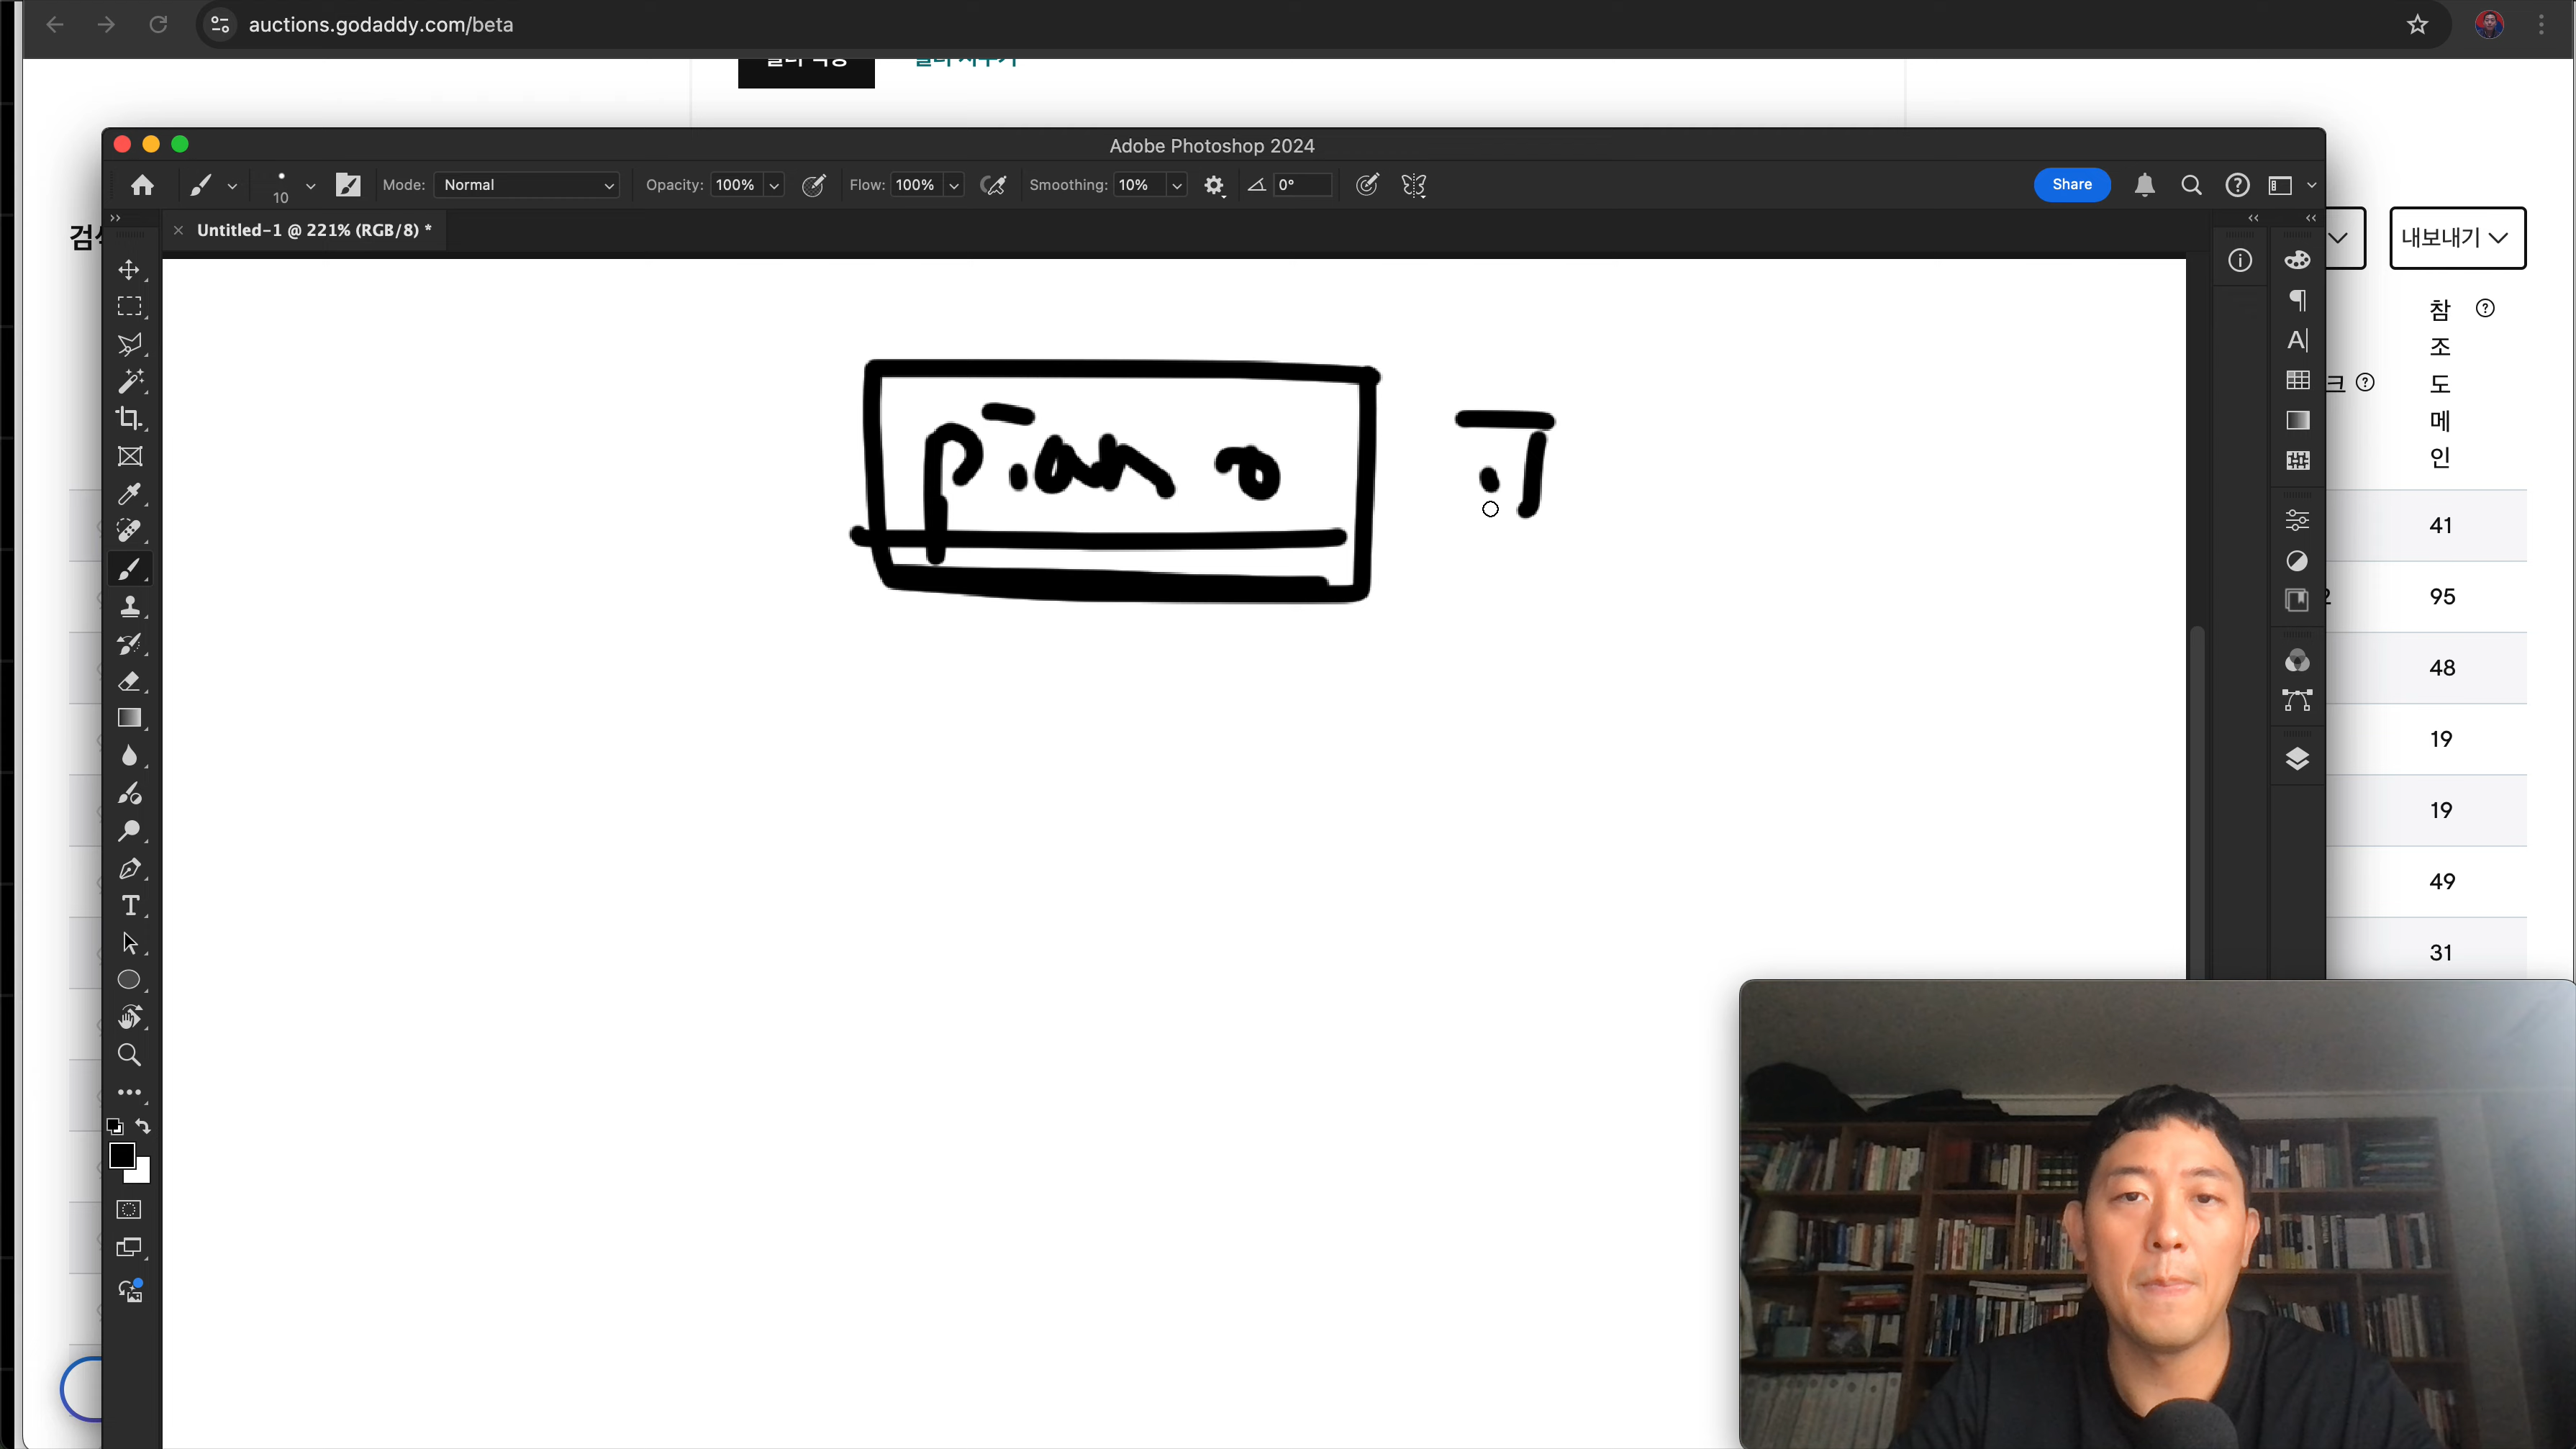 auctions.godaddy.com/beta
Adobe Photoshop 2024
10
Mode: Normal
Opacity: 100%
Flow: 100%
Smoothing: 10%
0°
Share
Untitled-1 @ 221% (RGB/8) *
내보내기
참
조
도
메
인
크
piano
41
95
48
19
19
49
31